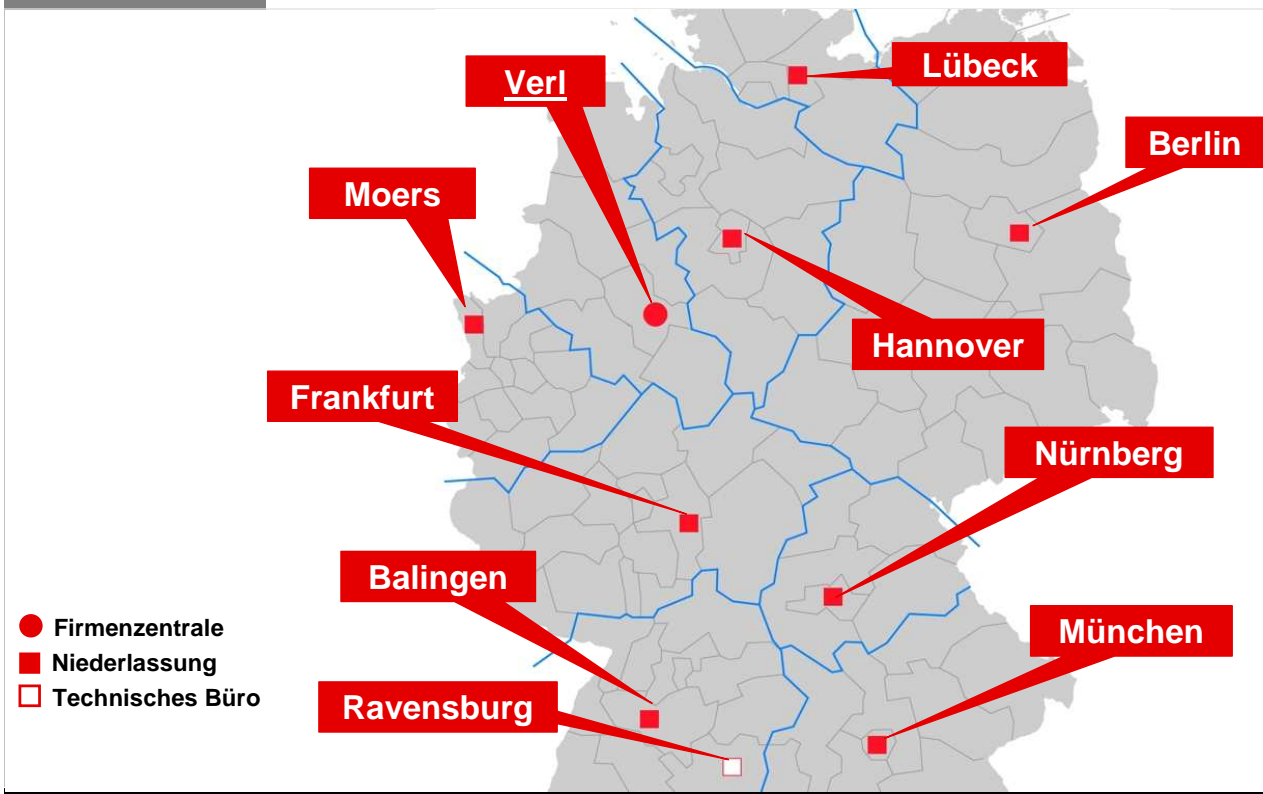 Lübeck
Verl
Berlin
Moers
Hannover
Frankfurt
Nürnberg
Balingen
Firmenzentrale
München
Niederlassung
Technisches Büro
Ravensburg